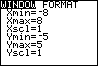 WINDOW FORMAT
Xmin=-8
Xmax=8
Xscl=1
Ymin=-5
Ymax=5
Yscl=1